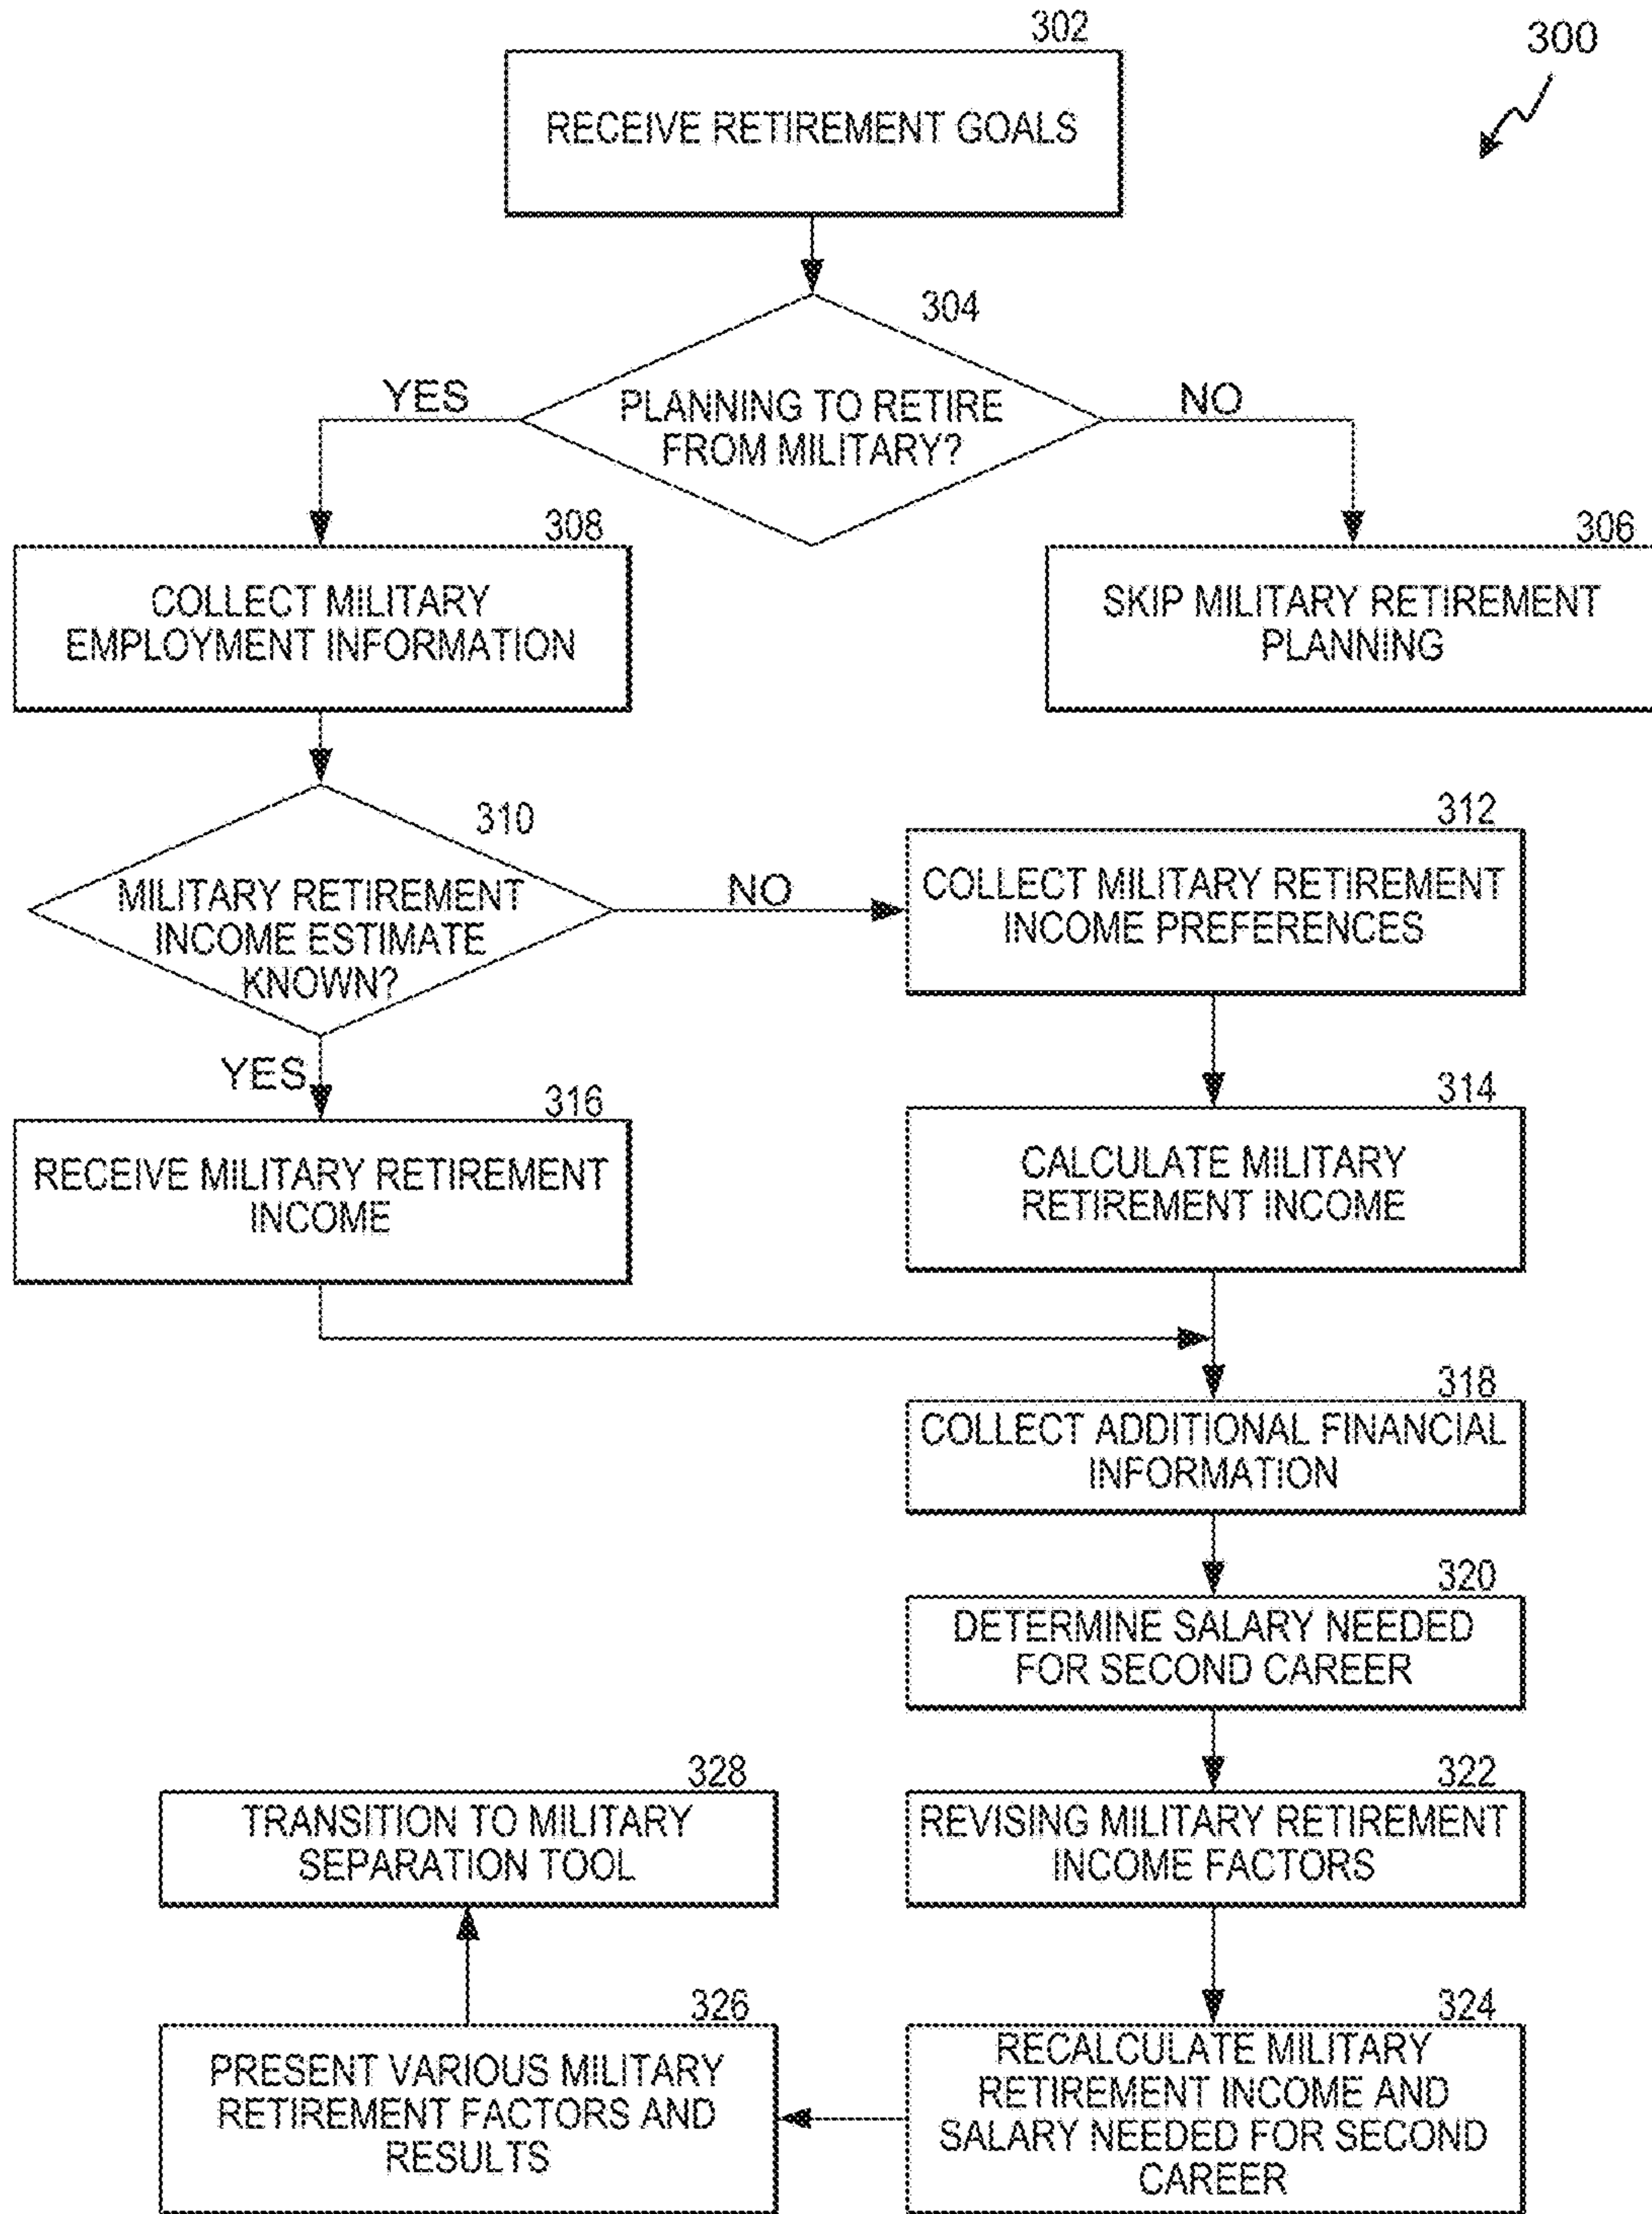 302
300
RECEIVE RETIREMENT GOALS
304
YES
PLANNING TO RETIRE
FROM MILITARY?
NO
308
COLLECT MILITARY
EMPLOYMENT INFORMATION
306
SKIP MILITARY RETIREMENT
PLANNING
310
MILITARY RETIREMENT
INCOME ESTIMATE
KNOWN?
NO
312
COLLECT MILITARY RETIREMENT
INCOME PREFERENCES
YES
316
RECEIVE MILITARY RETIREMENT
INCOME
314
CALCULATE MILITARY
RETIREMENT INCOME
318
COLLECT ADDITIONAL FINANCIAL
INFORMATION
320
DETERMINE SALARY NEEDED
FOR SECOND CAREER
322
REVISING MILITARY RETIREMENT
INCOME FACTORS
324
RECALCULATE MILITARY
RETIREMENT INCOME AND
SALARY NEEDED FOR SECOND
CAREER
326
PRESENT VARIOUS MILITARY
RETIREMENT FACTORS AND
RESULTS
328
TRANSITION TO MILITARY
SEPARATION TOOL